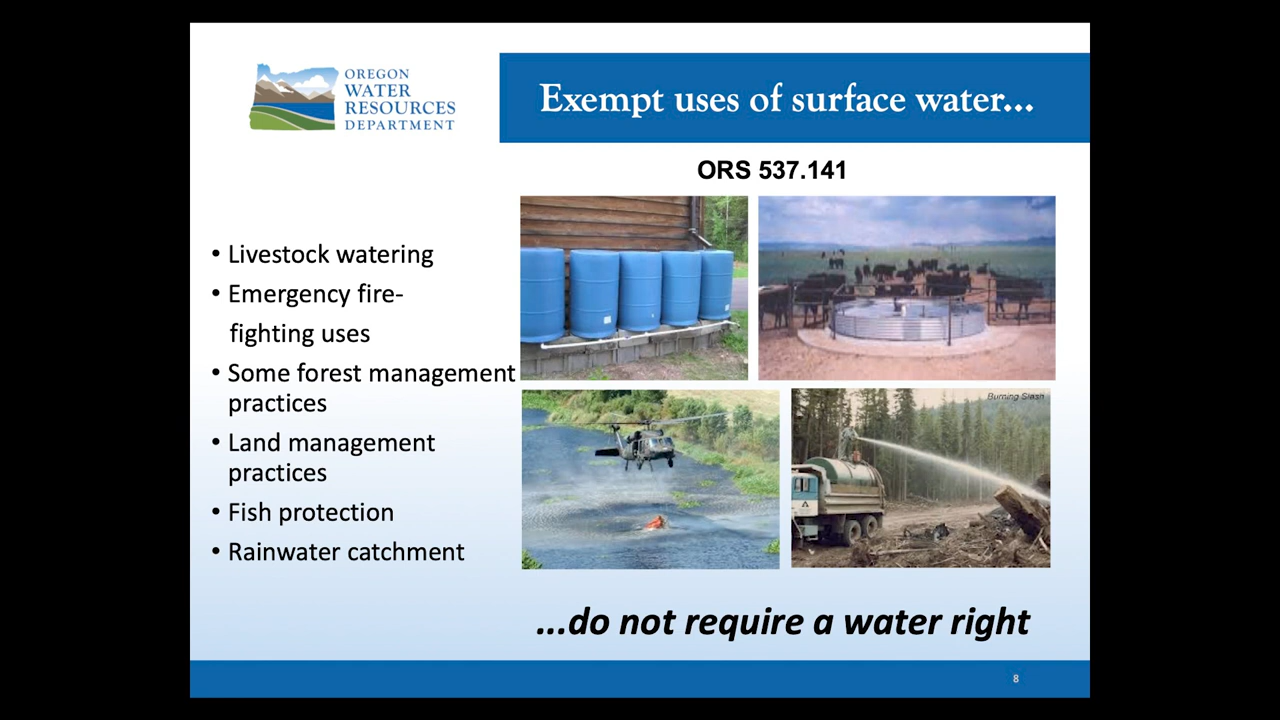 OREGON
WATER
RESOURCES
DEPARTMENT
Exempt uses of surface water...
ORS 537.141
• Livestock watering
• Emergency fire-
fighting uses
• Some forest management
practices
• Land management
practices
• Fish protection
• Rainwater catchment
Burning Slash
...do not require a water right
8